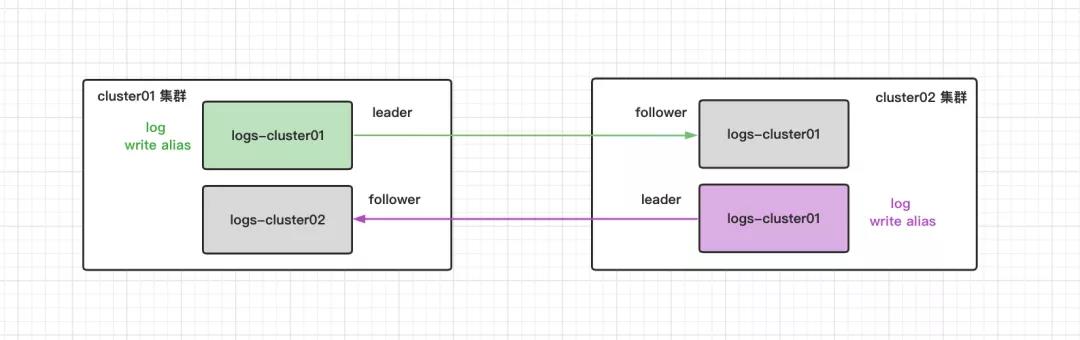 cluster01 集群
log
write alias
logs-cluster01
leader
logs-cluster02
follower
cluster02 集群
follower
logs-cluster01
leader
logs-cluster01
log
write alias